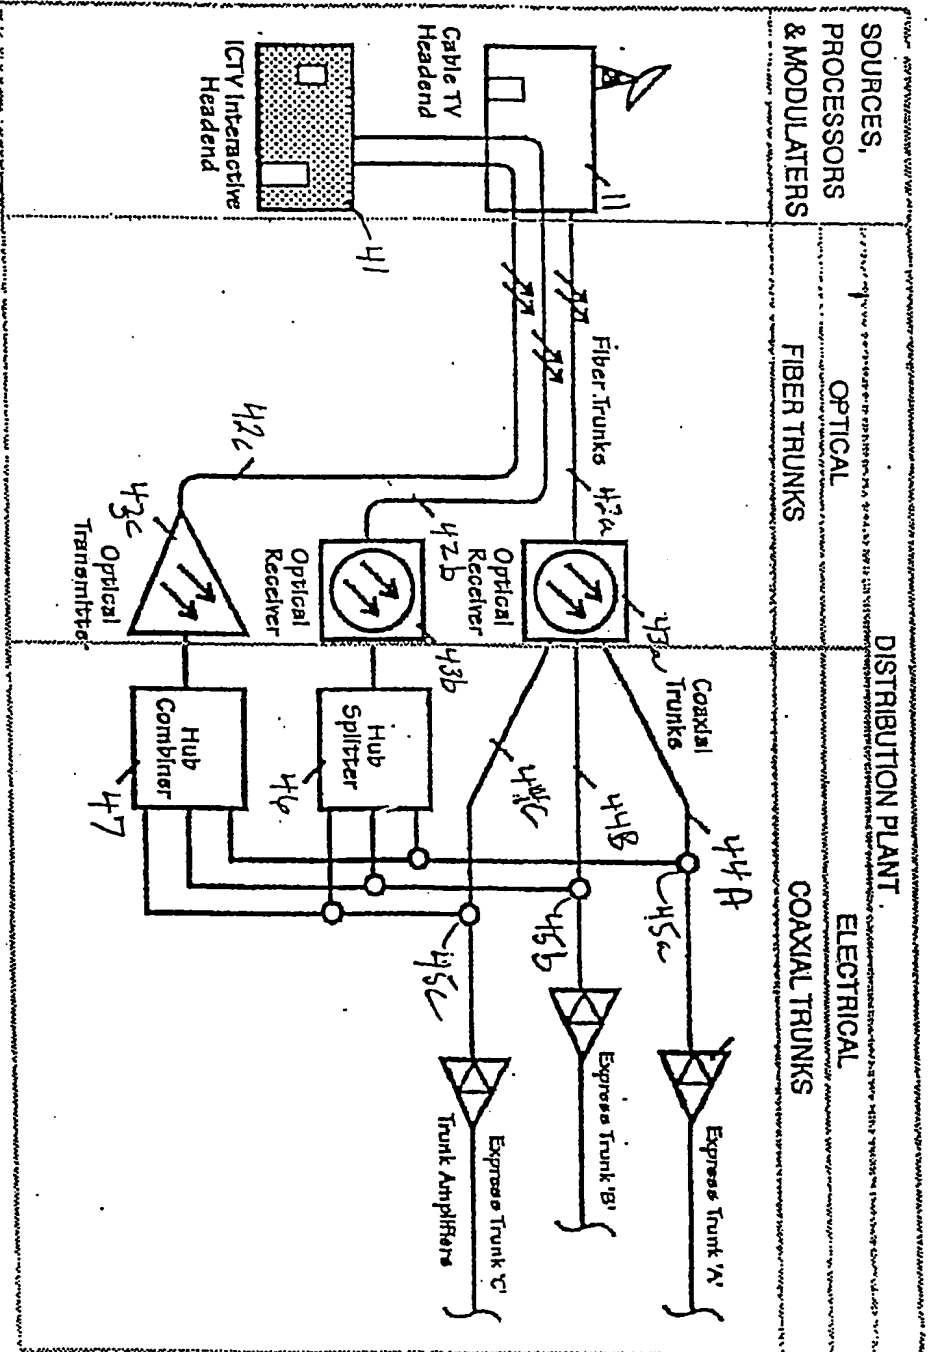 SOURCES,
PROCESSORS
& MODULATERS
DISTRIBUTION PLANT
OPTICAL
ELECTRICAL
FIBER TRUNKS
COAXIAL TRUNKS
11
Cable TV
Headend
41
ICTV Interactive
Headend
Fiber Trunks
42a
42b
42c
43a
Optical
Receiver
43b
Optical
Receiver
43c
Optical
Coaxial
Trunks
44A
44B
45a
45b
45c
Hub
Splitter
46
Hub
Combiner
47
Express Trunk 'A'
Express Trunk 'B'
Express Trunk 'C'
Trunk Amplifiers